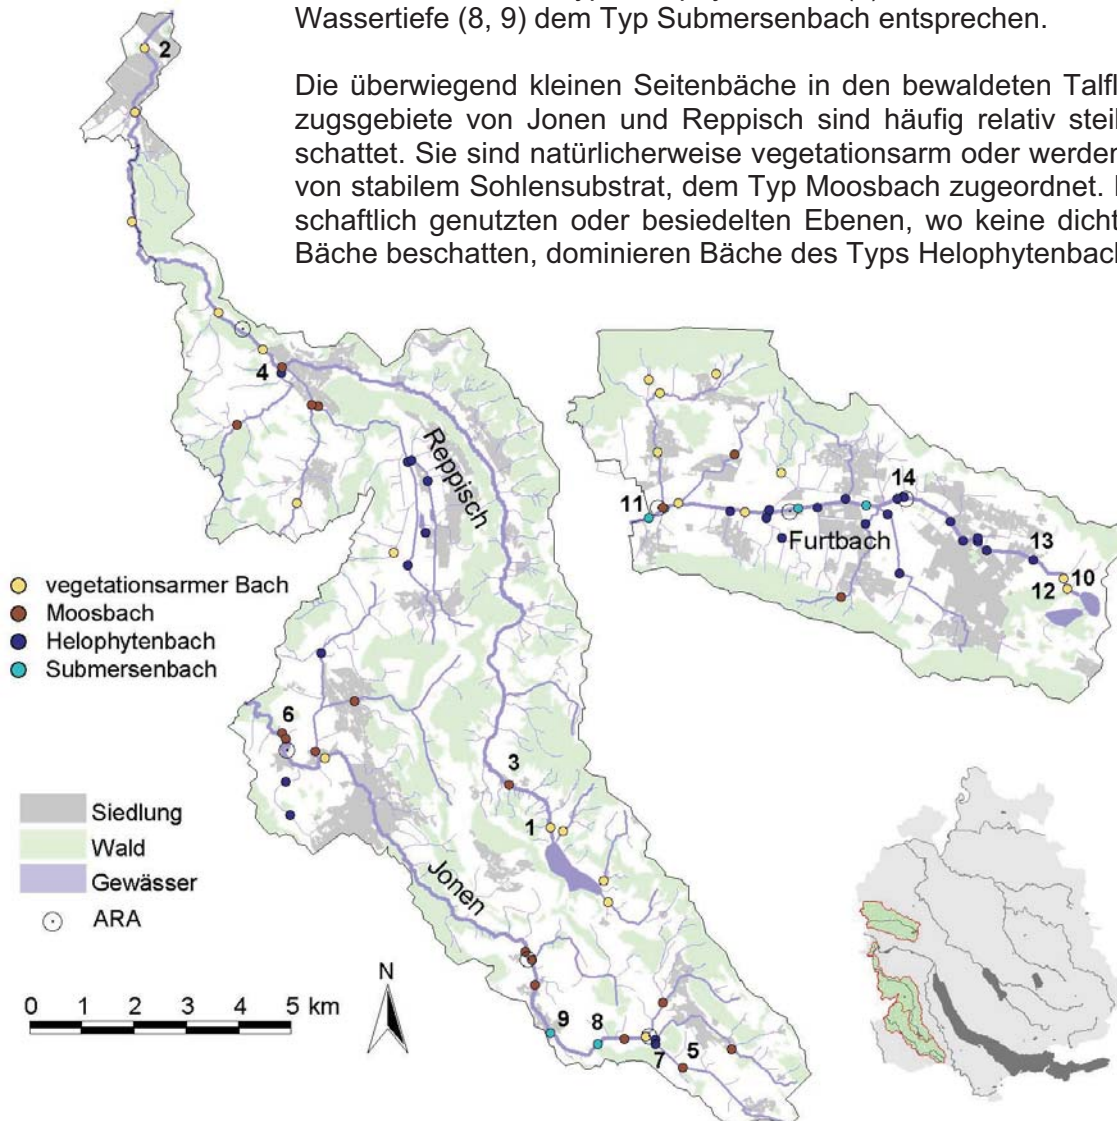 Wassertiefe (8, 9) dem Typ Submersenbach entsprechen.
Die überwiegend kleinen Seitenbäche in den bewaldeten Talfl
zugsgebiete von Jonen und Reppisch sind häufig relativ steil
schattet. Sie sind natürlicherweise vegetationsarm oder werden
von stabilem Sohlensubstrat, dem Typ Moosbach zugeordnet.
schaftlich genutzten oder besiedelten Ebenen, wo keine dicht
Bäche beschatten, dominieren Bäche des Typs Helophytenbach
2
4
Reppisch
11
14
Furtbach
13
10
12
vegetationsarmer Bach
Moosbach
Helophytenbach
Submersenbach
6
3
1
Siedlung
Wald
Gewässer
ARA
Jonen
0 1 2 3 4 5 km
N
9
8
7
5